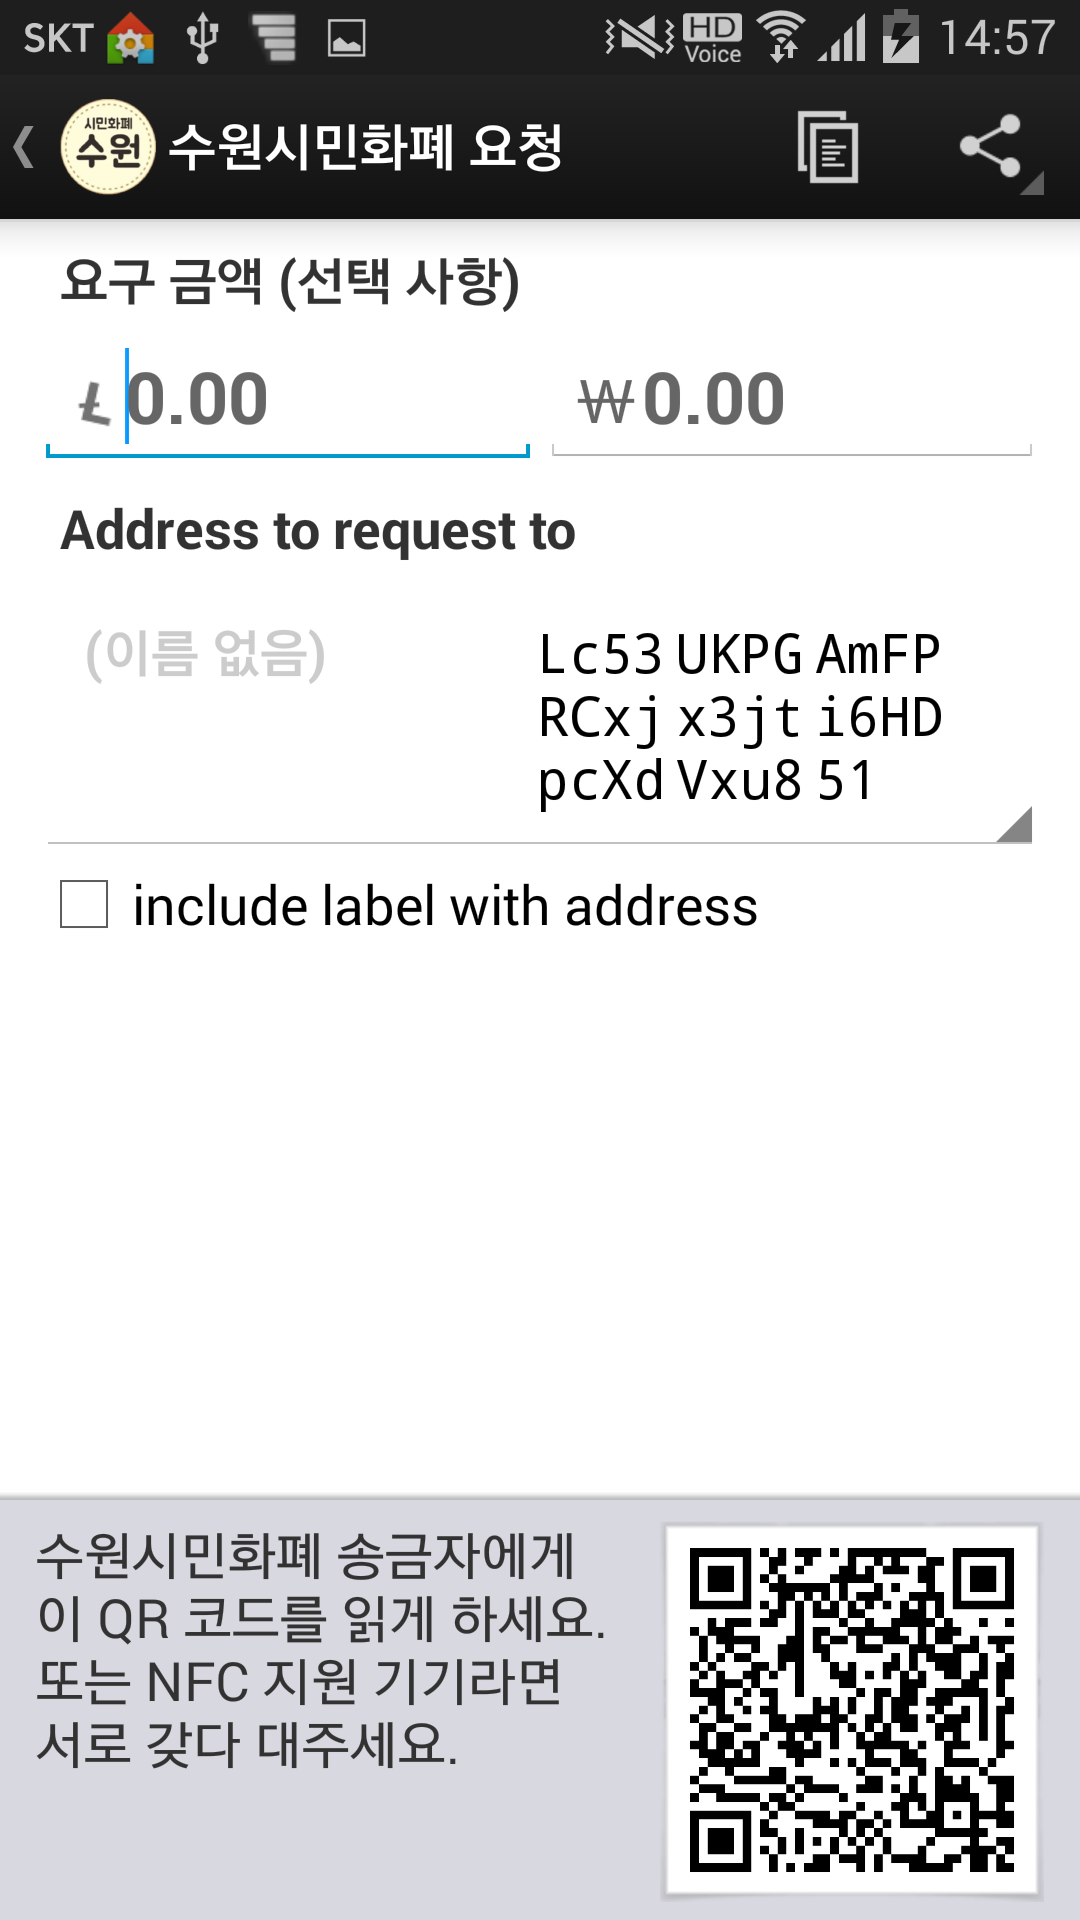 SKT HD Voice 14:57
시민화폐
수원
수원시민화폐 요청
요구 금액 (선택 사항)
Ł 0.00 ₩ 0.00
Address to request to
(이름 없음) Lc53 UKPG AmFP
RCxj x3jt i6HD
pcXd Vxu8 51
include label with address
수원시민화폐 송금자에게
이 QR 코드를 읽게 하세요.
또는 NFC 지원 기기라면
서로 갖다 대주세요.